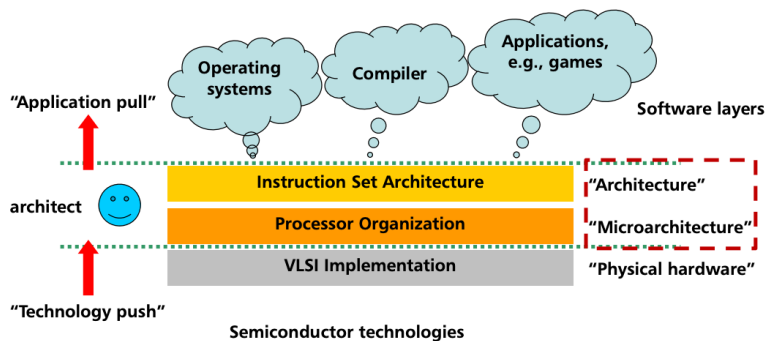 Operating
systems
Compiler
Applications,
e.g., games
“Application pull”
Software layers
Instruction Set Architecture
“Architecture”
architect
Processor Organization
“Microarchitecture”
VLSI Implementation
“Physical hardware”
“Technology push”
Semiconductor technologies